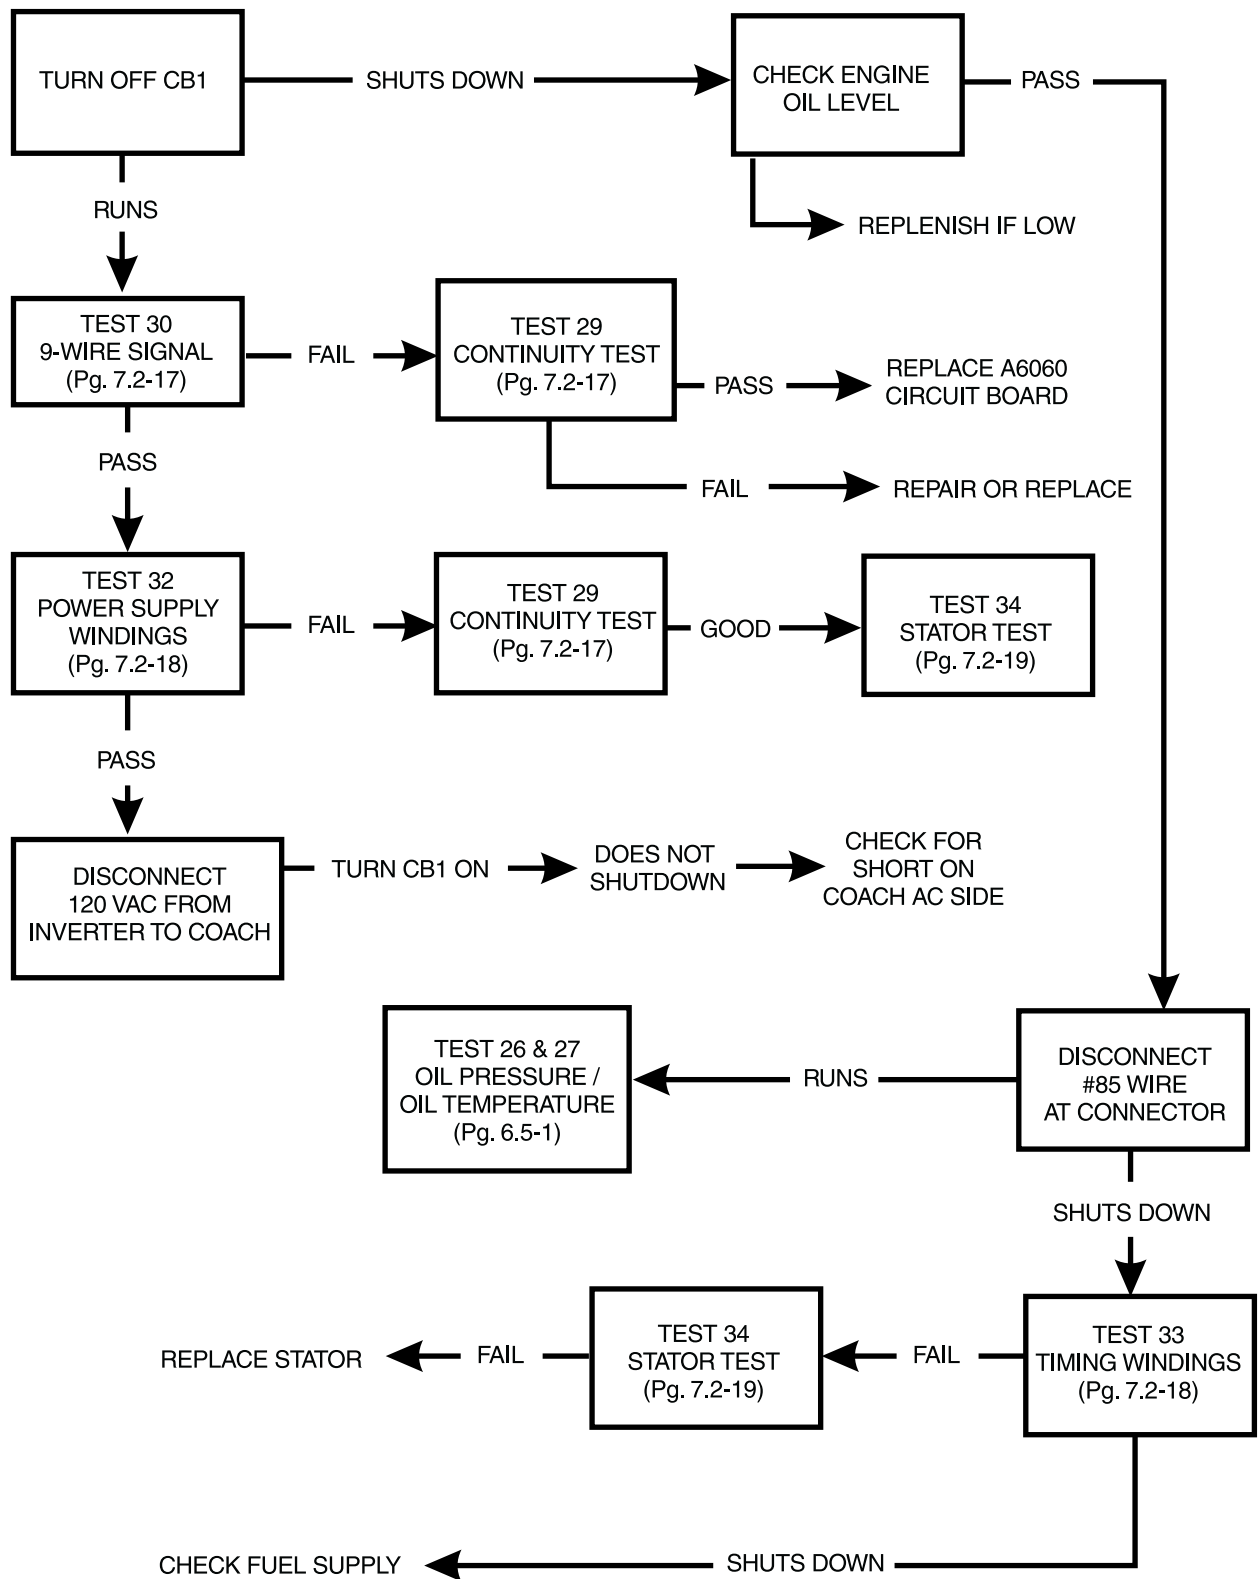 TURN OFF CB1
SHUTS DOWN
CHECK ENGINE
OIL LEVEL
PASS
RUNS
REPLENISH IF LOW
TEST 30
9-WIRE SIGNAL
(Pg. 7.2-17)
FAIL
TEST 29
CONTINUITY TEST
(Pg. 7.2-17)
PASS
REPLACE A6060
CIRCUIT BOARD
PASS
FAIL
REPAIR OR REPLACE
TEST 32
POWER SUPPLY
WINDINGS
(Pg. 7.2-18)
FAIL
TEST 29
CONTINUITY TEST
(Pg. 7.2-17)
GOOD
TEST 34
STATOR TEST
(Pg. 7.2-19)
PASS
DISCONNECT
120 VAC FROM
INVERTER TO COACH
TURN CB1 ON
DOES NOT
SHUTDOWN
CHECK FOR
SHORT ON
COACH AC SIDE
TEST 26 & 27
OIL PRESSURE /
OIL TEMPERATURE
(Pg. 6.5-1)
RUNS
DISCONNECT
#85 WIRE
AT CONNECTOR
SHUTS DOWN
REPLACE STATOR
FAIL
TEST 34
STATOR TEST
(Pg. 7.2-19)
FAIL
TEST 33
TIMING WINDINGS
(Pg. 7.2-18)
CHECK FUEL SUPPLY
SHUTS DOWN